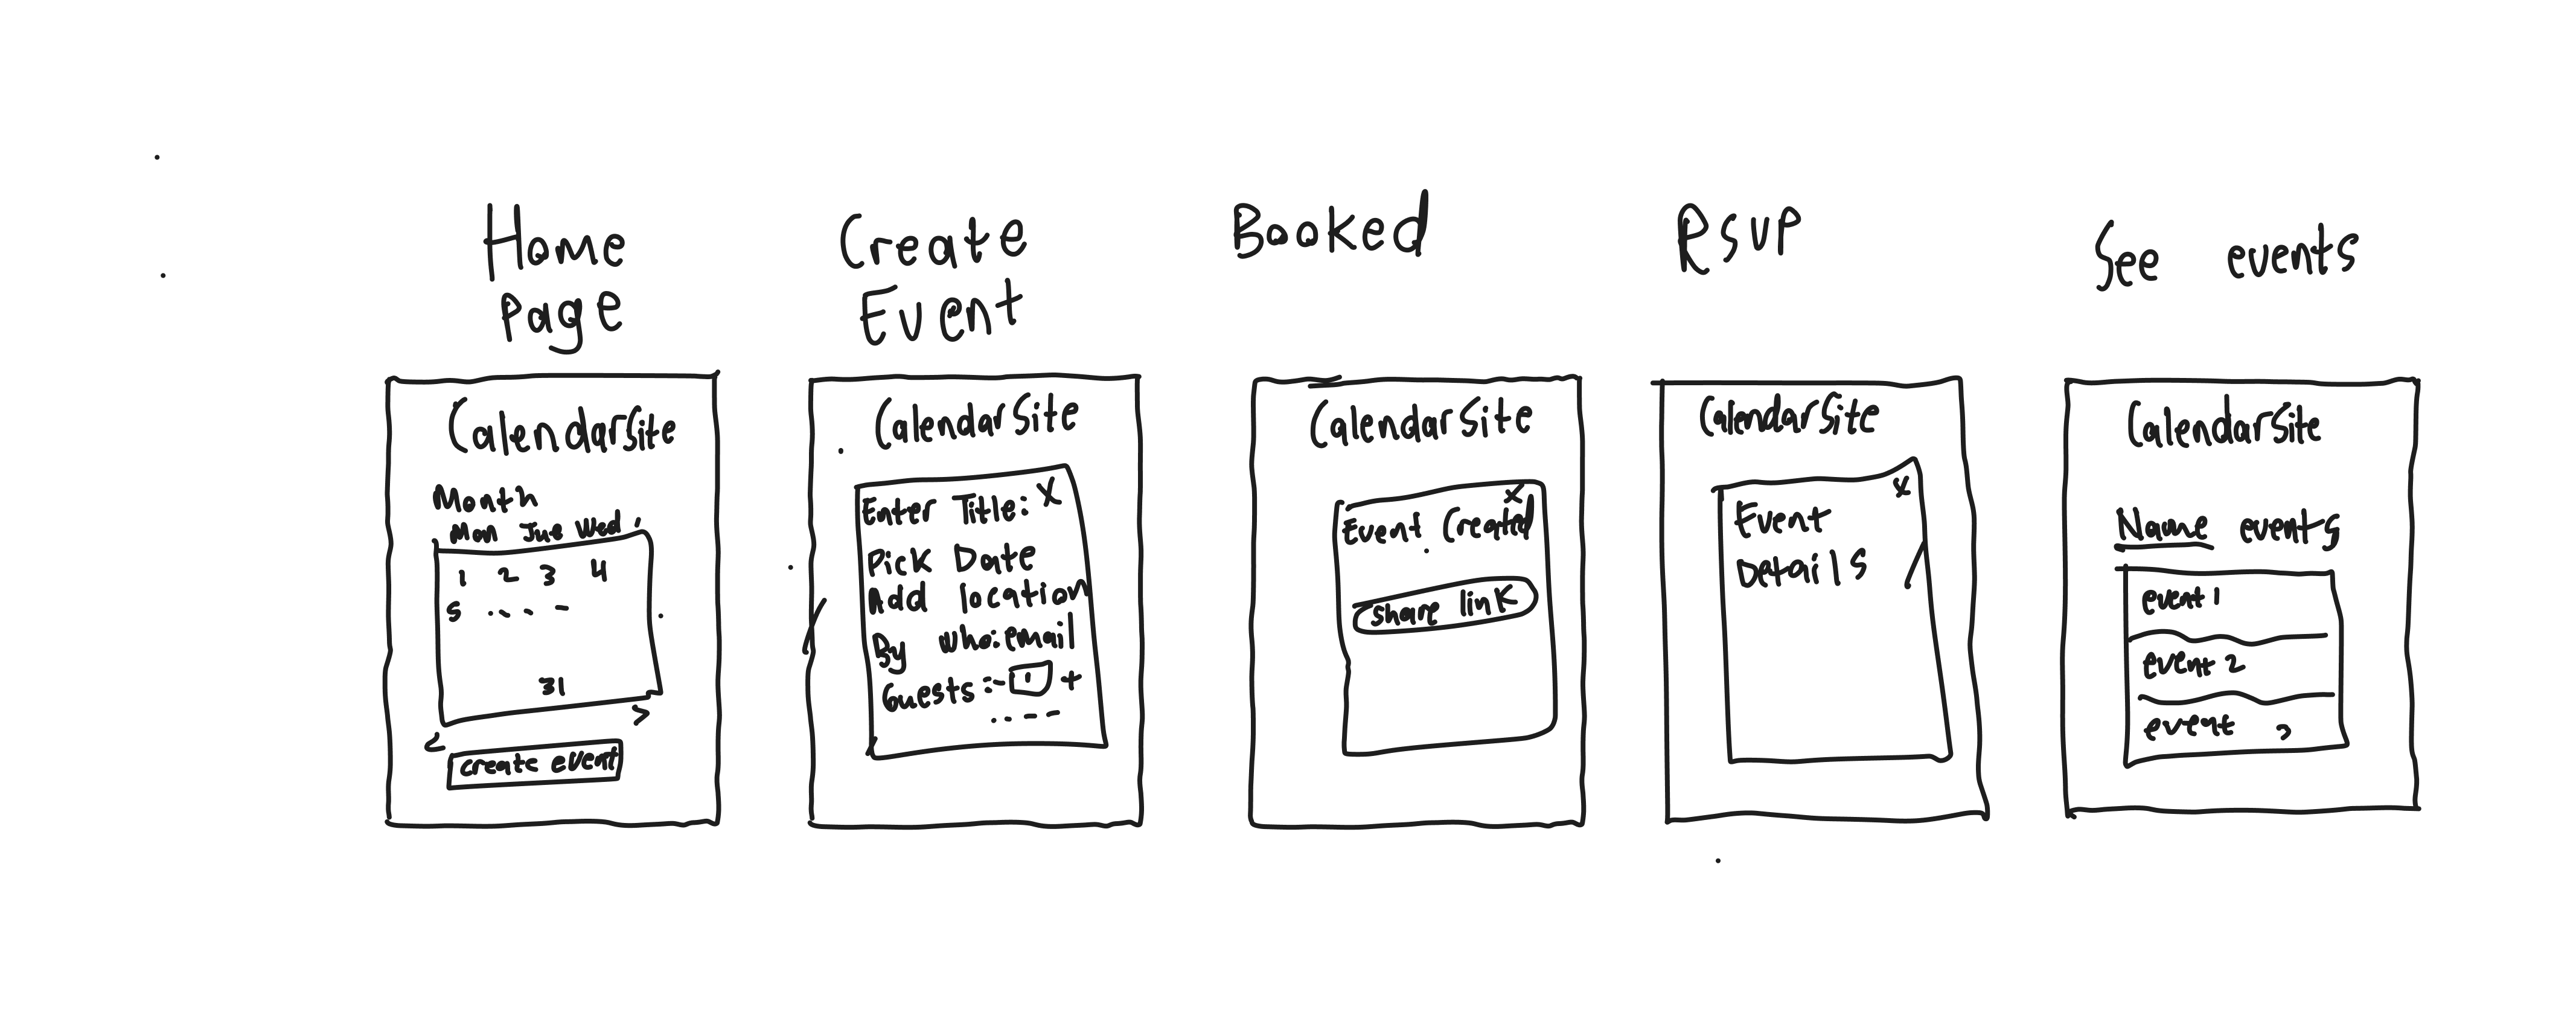 Home
Page
CalendarSite
Month
Mon Tue Wed
1 2 3 4
5 . . . -
31
< >
create event
Create
Event
CalendarSite
Enter Title: X
Pick Date
Add location
By who: email
Guests: - 1 +
. . - -
Booked
CalendarSite
X
Event Created
share link
RSVP
CalendarSite
X
Event
Details
See events
CalendarSite
Name events
event 1
event 2
event